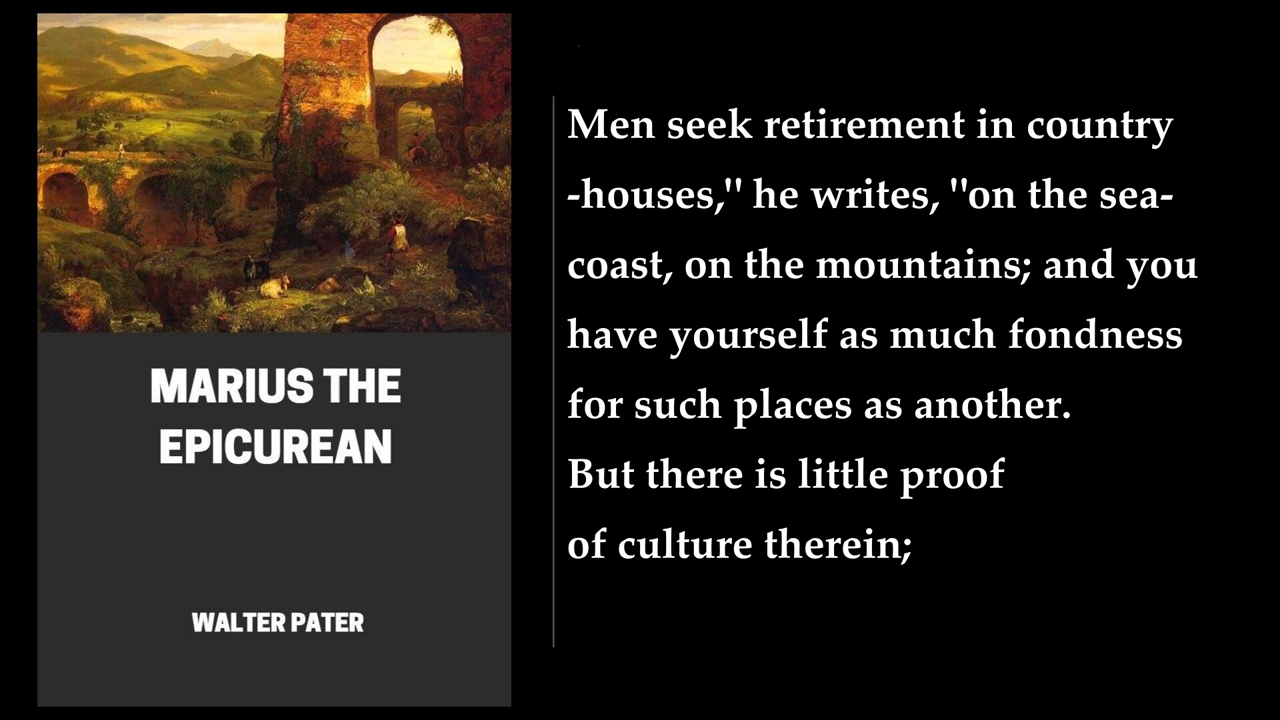 MARIUS THE
EPICUREAN
WALTER PATER
Men seek retirement in country
-houses," he writes, "on the sea-
coast, on the mountains; and you
have yourself as much fondness
for such places as another.
But there is little proof
of culture therein;